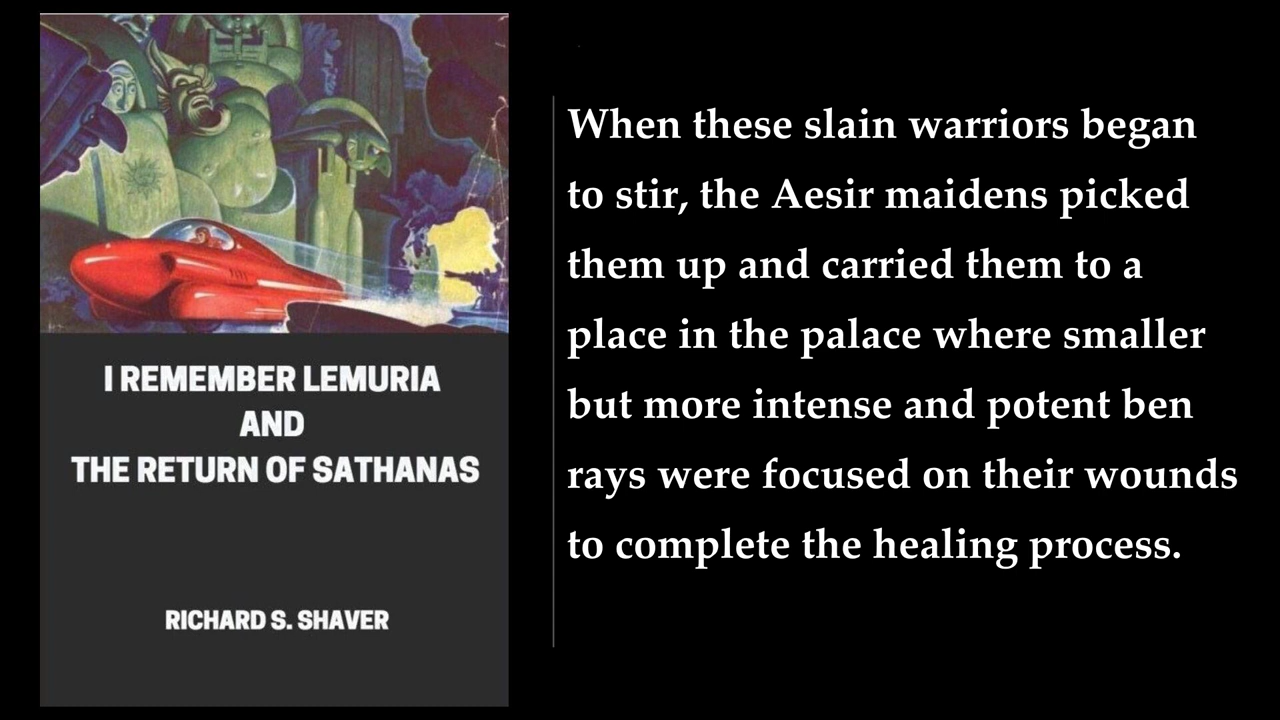 I REMEMBER LEMURIA
AND
THE RETURN OF SATHANAS
RICHARD S. SHAVER
When these slain warriors began
to stir, the Aesir maidens picked
them up and carried them to a
place in the palace where smaller
but more intense and potent ben
rays were focused on their wounds
to complete the healing process.